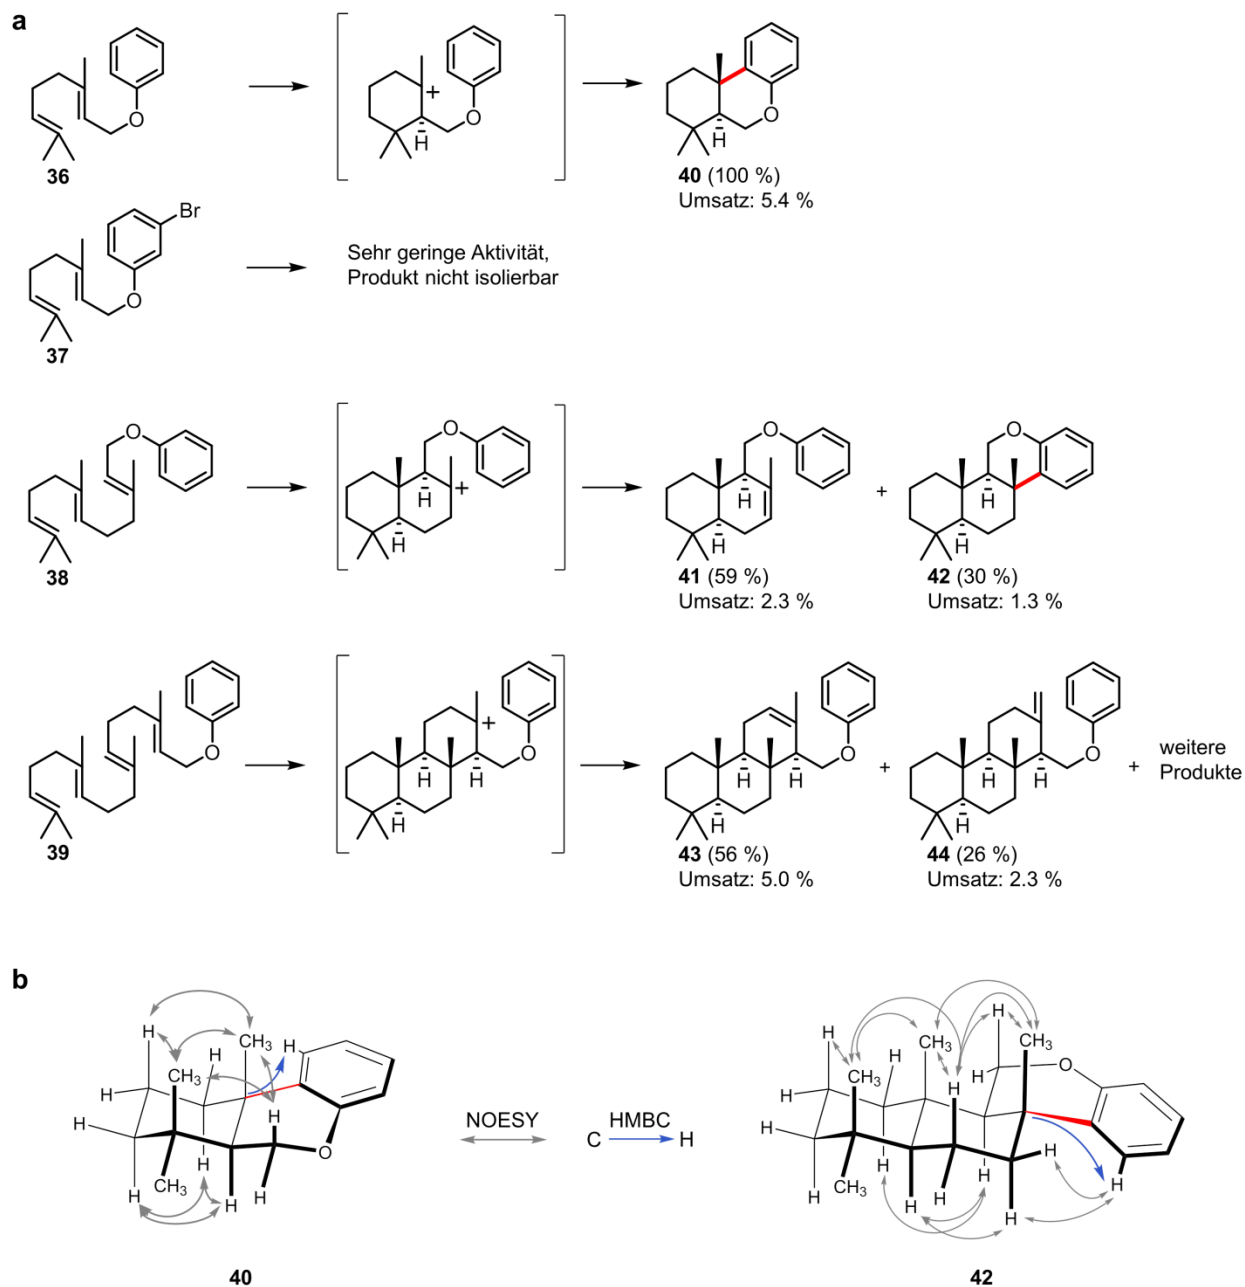 a
O
36
+
H
O
O
H
40 (100 %)
Umsatz: 5.4 %
Br
O
37
Sehr geringe Aktivität,
Produkt nicht isolierbar
O
38
O
+
H
H
O
H
41 (59 %)
Umsatz: 2.3 %
+
O
H
H
42 (30 %)
Umsatz: 1.3 %
O
39
+
O
H
H
H
O
H
H
43 (56 %)
Umsatz: 5.0 %
+
O
H
H
44 (26 %)
Umsatz: 2.3 %
+
weitere
Produkte
b
H
CH3
H
H
CH3
H
H
H
H
O
CH3
H
H
H
H
40
NOESY
HMBC
C
H
H
H
CH3
CH3
CH3
H
H
H
O
H
H
H
H
CH3
H
H
H
H
H
H
H
42